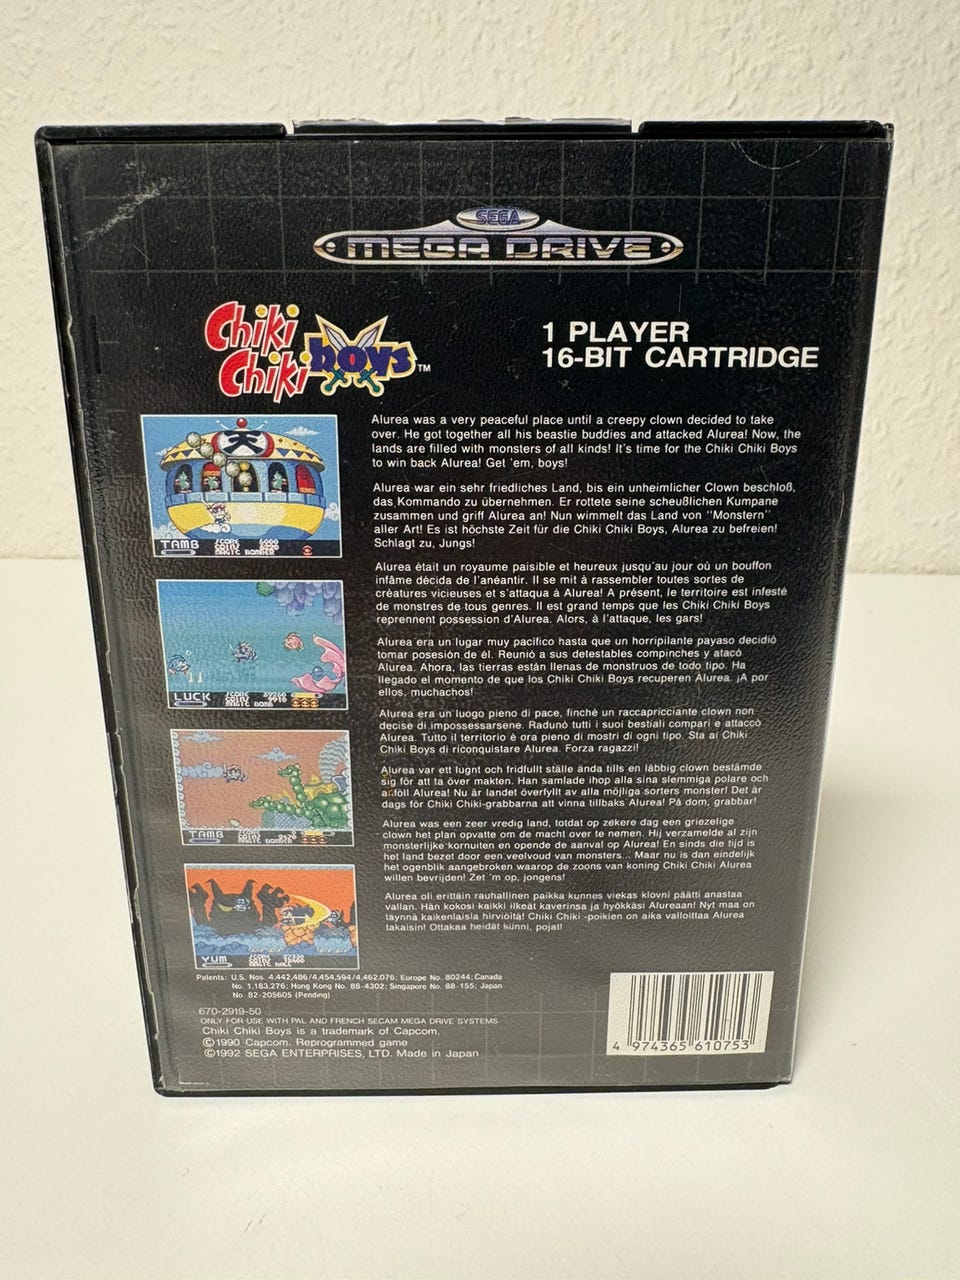 SEGA
MEGA DRIVE
Chiki
Chiki boys™
1 PLAYER
16-BIT CARTRIDGE
Alurea was a very peaceful place until a creepy clown decided to take
over. He got together all his beastie buddies and attacked Alurea! Now, the
lands are filled with monsters of all kinds! It's time for the Chiki Chiki Boys
to win back Alurea! Get 'em, boys!
Alurea war ein sehr friedliches Land, bis ein unheimlicher Clown beschloß,
das Kommando zu übernehmen. Er rottete seine scheußlichen Kumpane
zusammen und griff Alurea an! Nun wimmelt das Land von "Monstern"
aller Art! Es ist höchste Zeit für die Chiki Chiki Boys, Alurea zu befreien!
Schlagt zu, Jungs!
Alurea était un royaume paisible et heureux jusqu'au jour où un bouffon
infâme décida de l'anéantir. Il se mit à rassembler toutes sortes de
créatures vicieuses et s'attaqua à Alurea! A présent, le territoire est infesté
de monstres de tous genres. Il est grand temps que les Chiki Chiki Boys
reprennent possession d'Alurea. Alors, à l'attaque, les gars!
Alurea era un lugar muy pacífico hasta que un horripilante payaso decidió
tomar posesión de él. Reunió a sus detestables compinches y atacó
Alurea. Ahora, las tierras están llenas de monstruos de todo tipo. Ha
llegado el momento de que los Chiki Chiki Boys recuperen Alurea. ¡A por
ellos, muchachos!
Alurea era un luogo pieno di pace, finché un raccapricciante clown non
decise di impossessarsene. Radunò tutti i suoi bestiali compari e attaccò
Alurea. Tutto il territorio è ora pieno di mostri di ogni tipo. Sta ai Chiki
Chiki Boys di riconquistare Alurea. Forza ragazzi!
Alurea var ett lugnt och fridfullt ställe ända tills en läbbig clown bestämde
sig för att ta över makten. Han samlade ihop alla sina slemmiga polare och
föll Alurea! Nu är landet överfyllt av alla möjliga sorters monster! Det är
dags för Chiki Chiki-grabbarna att vinna tillbaks Alurea! På dom, grabbar!
Alurea was een zeer vredig land, totdat op zekere dag een griezelige
clown het plan opvatte om de macht over te nemen. Hij verzamelde al zijn
monsterlijke kornuiten en opende de aanval op Alurea! En sinds die tijd is
het land bezet door een veelvoud van monsters... Maar nu is dan eindelijk
het ogenblik aangebroken waarop de zoons van koning Chiki Chiki Alurea
willen bevrijden! Zet 'm op, jongens!
Alurea oli erittäin rauhallinen paikka kunnes viekas klovni päätti anastaa
vallan. Hän kokosi kaikki ilkeät kaverinsa ja hyökkäsi Alureaan! Nyt maa on
täynnä kaikenlaisia hirviöitä! Chiki Chiki -poikien on aika valloittaa Alurea
takaisin! Ottakaa heidät kiinni, pojat!
TAMB
SCORE 6000
COINS
MAGIC BOMBER
LUCK
SCORE
COINS 9910
MAGIC BOMB
TAMB
MAGIC BOMBER
YUM
SCORE
COINS
MAGIC
Patents: U.S. Nos. 4,442,486/4,454,594/4,462,076; Europe No. 80244; Canada
No. 1,183,276; Hong Kong No. 88-4302; Singapore No. 88-155; Japan
No. 82-205605 (Pending)
670-2919-50
ONLY FOR USE WITH PAL AND FRENCH SECAM MEGA DRIVE SYSTEMS
Chiki Chiki Boys is a trademark of Capcom.
©1990 Capcom. Reprogrammed game
©1992 SEGA ENTERPRISES, LTD. Made in Japan
4 974365 610753